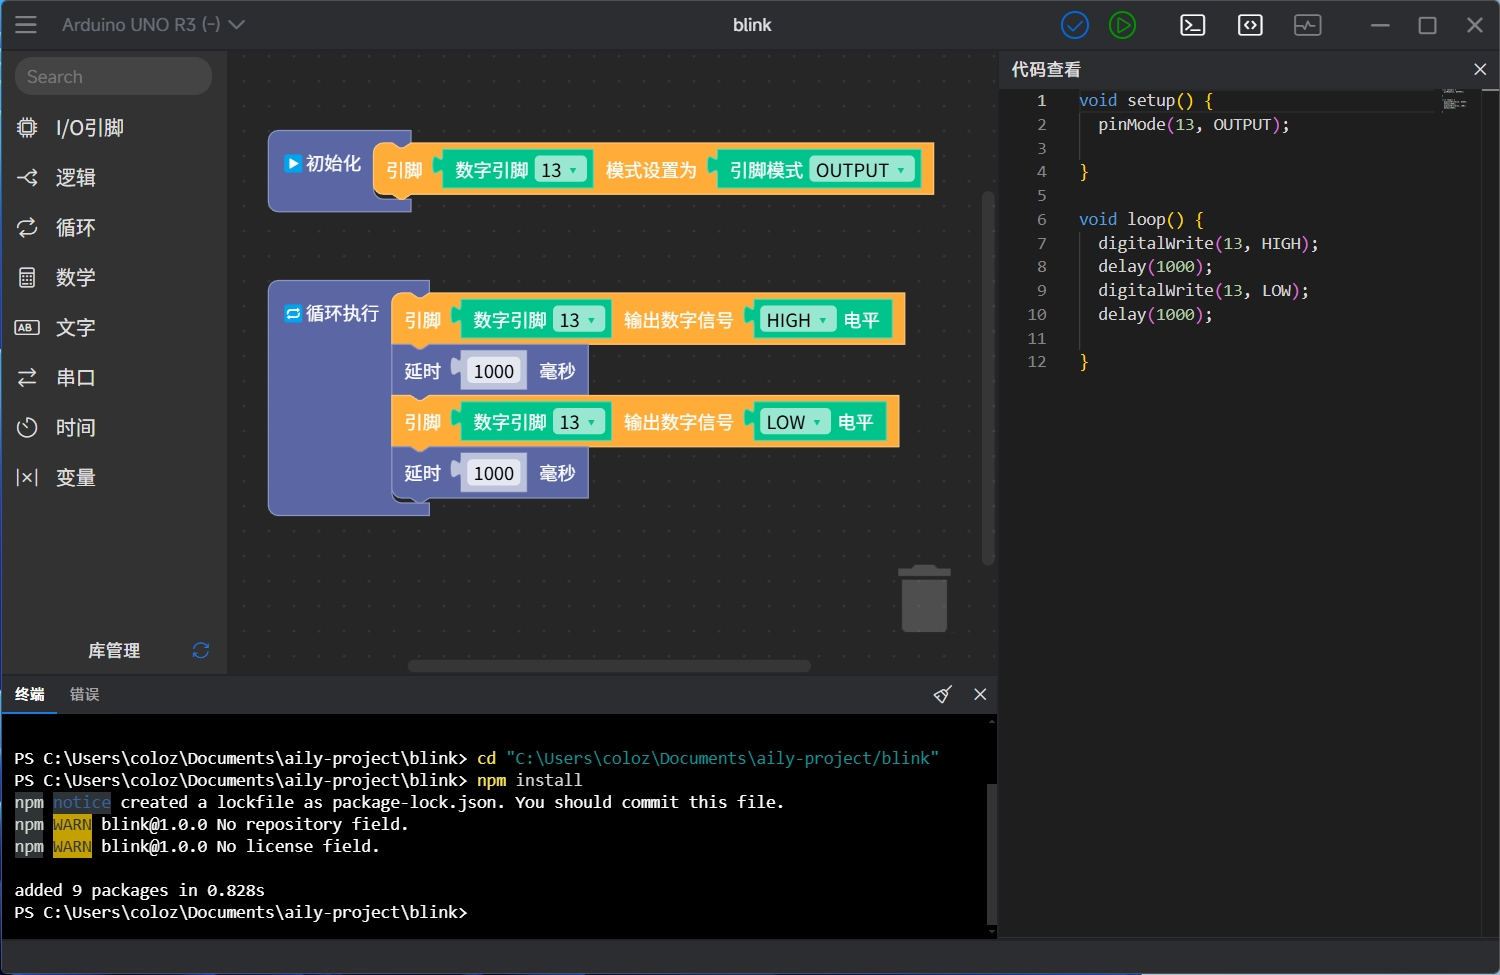 Arduino UNO R3 (-)
blink
Search
I/O引脚
逻辑
循环
数学
文字
串口
时间
变量
库管理
初始化 引脚 数字引脚 13 模式设置为 引脚模式 OUTPUT
循环执行 引脚 数字引脚 13 输出数字信号 HIGH 电平
延时 1000 毫秒
引脚 数字引脚 13 输出数字信号 LOW 电平
延时 1000 毫秒
代码查看
1 void setup() {
2 pinMode(13, OUTPUT);
3
4 }
5
6 void loop() {
7 digitalWrite(13, HIGH);
8 delay(1000);
9 digitalWrite(13, LOW);
10 delay(1000);
11
12 }
终端 错误
PS C:\Users\coloz\Documents\aily-project\blink> cd "C:\Users\coloz\Documents\aily-project/blink"
PS C:\Users\coloz\Documents\aily-project\blink> npm install
npm notice created a lockfile as package-lock.json. You should commit this file.
npm WARN blink@1.0.0 No repository field.
npm WARN blink@1.0.0 No license field.
added 9 packages in 0.828s
PS C:\Users\coloz\Documents\aily-project\blink>